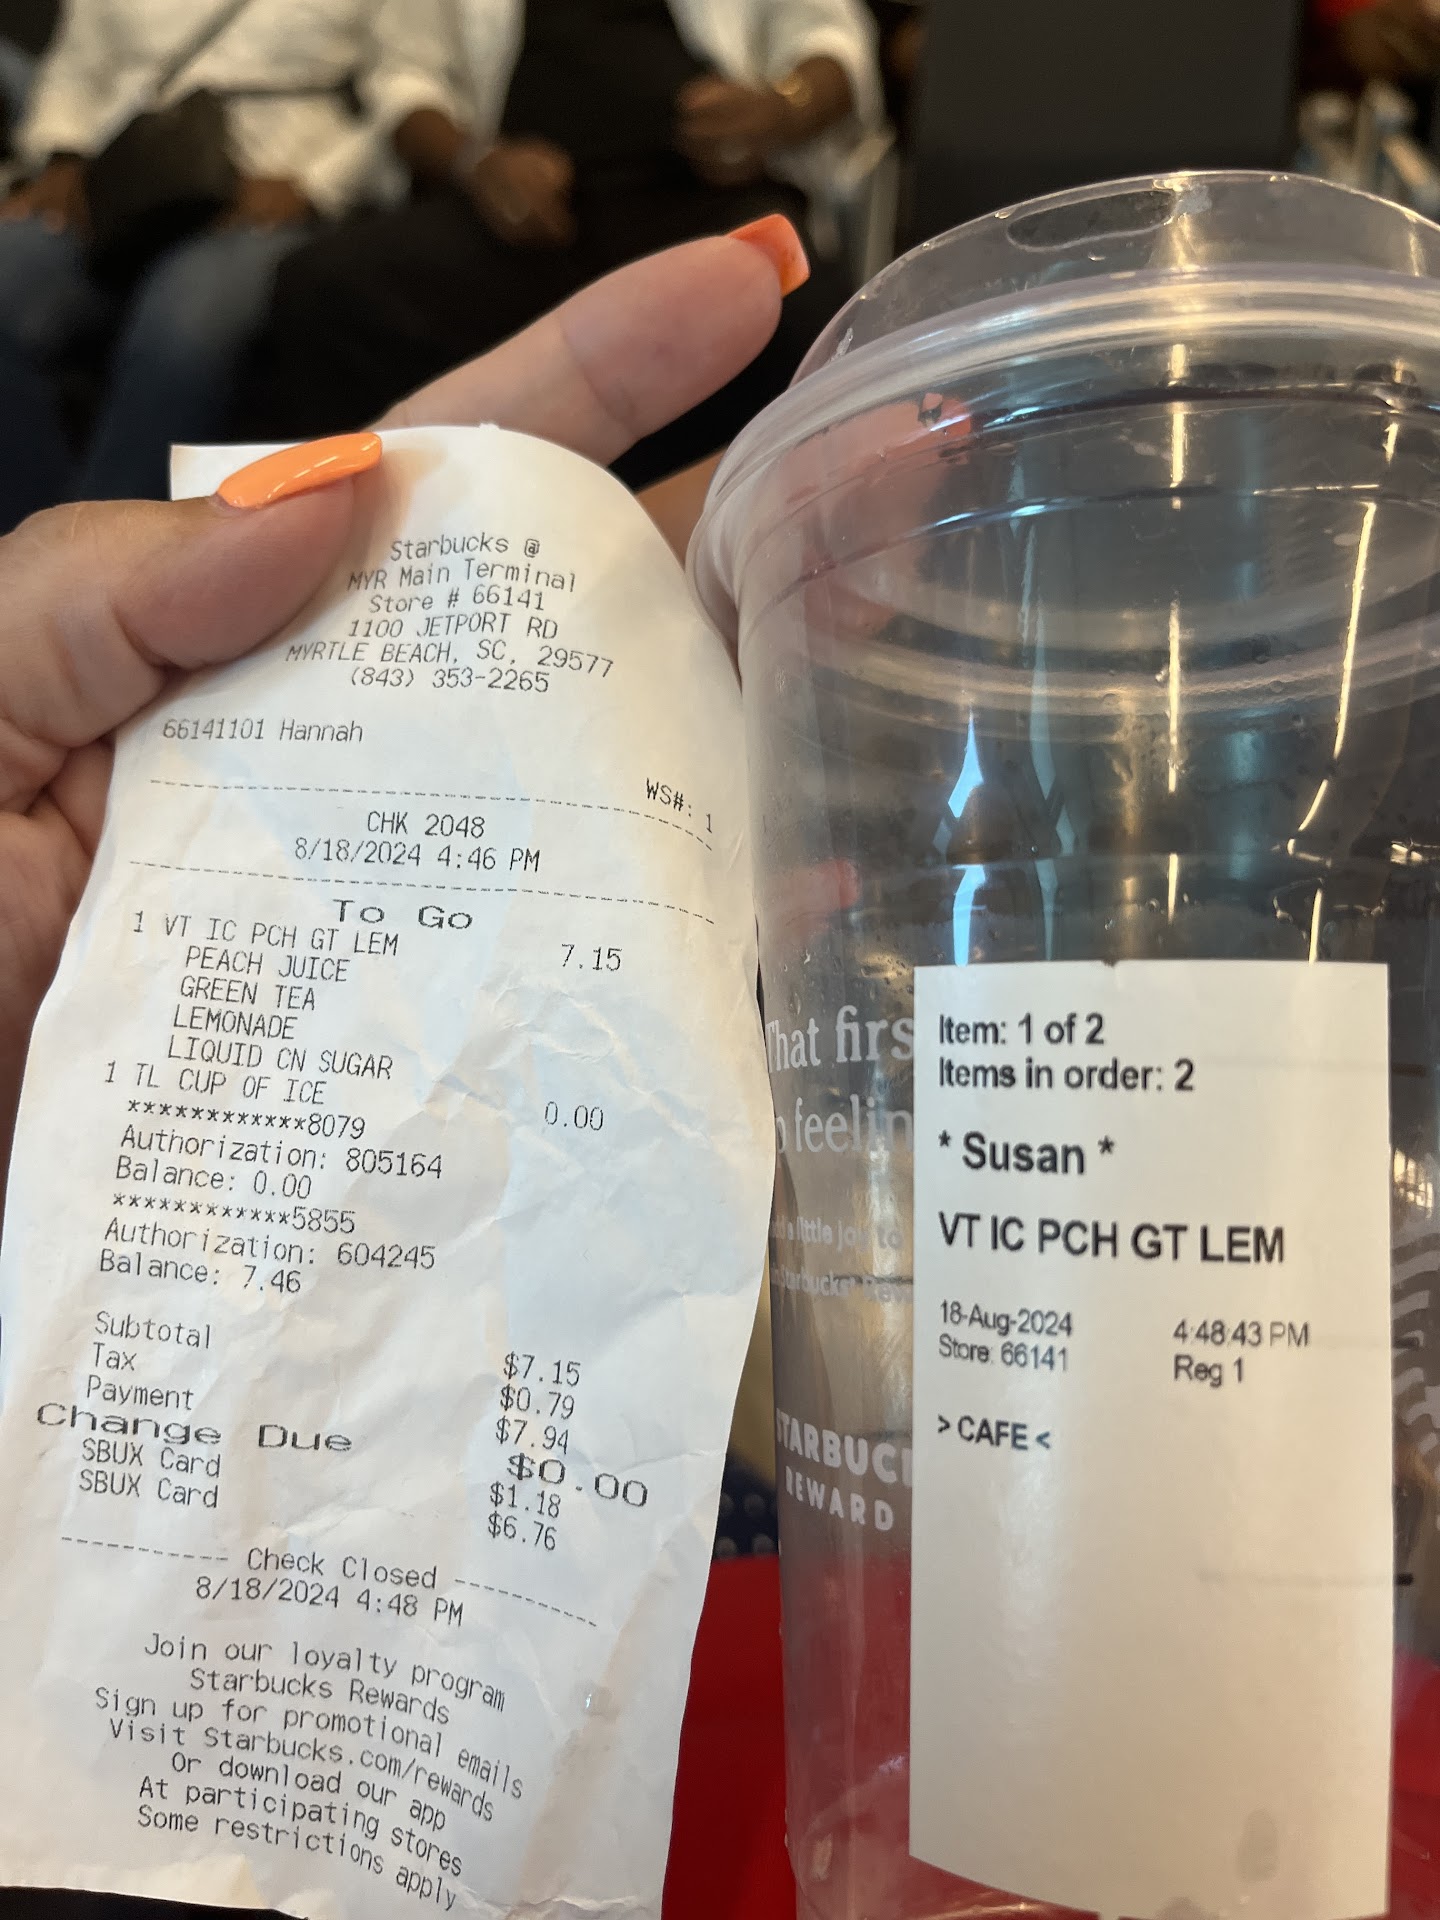 Starbucks @
MYR Main Terminal
Store # 66141
1100 JETPORT RD
MYRTLE BEACH, SC, 29577
(843) 353-2265
66141101 Hannah
WS#: 1
CHK 2048
8/18/2024 4:46 PM
To Go
1 VT IC PCH GT LEM 7.15
PEACH JUICE
GREEN TEA
LEMONADE
LIQUID CN SUGAR
1 TL CUP OF ICE 0.00
************8079
Authorization: 805164
Balance: 0.00
************5855
Authorization: 604245
Balance: 7.46
Subtotal $7.15
Tax $0.79
Payment $7.94
Change Due $0.00
SBUX Card $1.18
SBUX Card $6.76
----------- Check Closed -----------
8/18/2024 4:48 PM
Join our loyalty program
Starbucks Rewards
Sign up for promotional emails
Visit Starbucks.com/rewards
Or download our app
At participating stores
Some restrictions apply
That firs
feelin
a little joy to
STARBUC
REWARD
Item: 1 of 2
Items in order: 2
* Susan *
VT IC PCH GT LEM
18-Aug-2024 4:48:43 PM
Store: 66141 Reg 1
> CAFE <